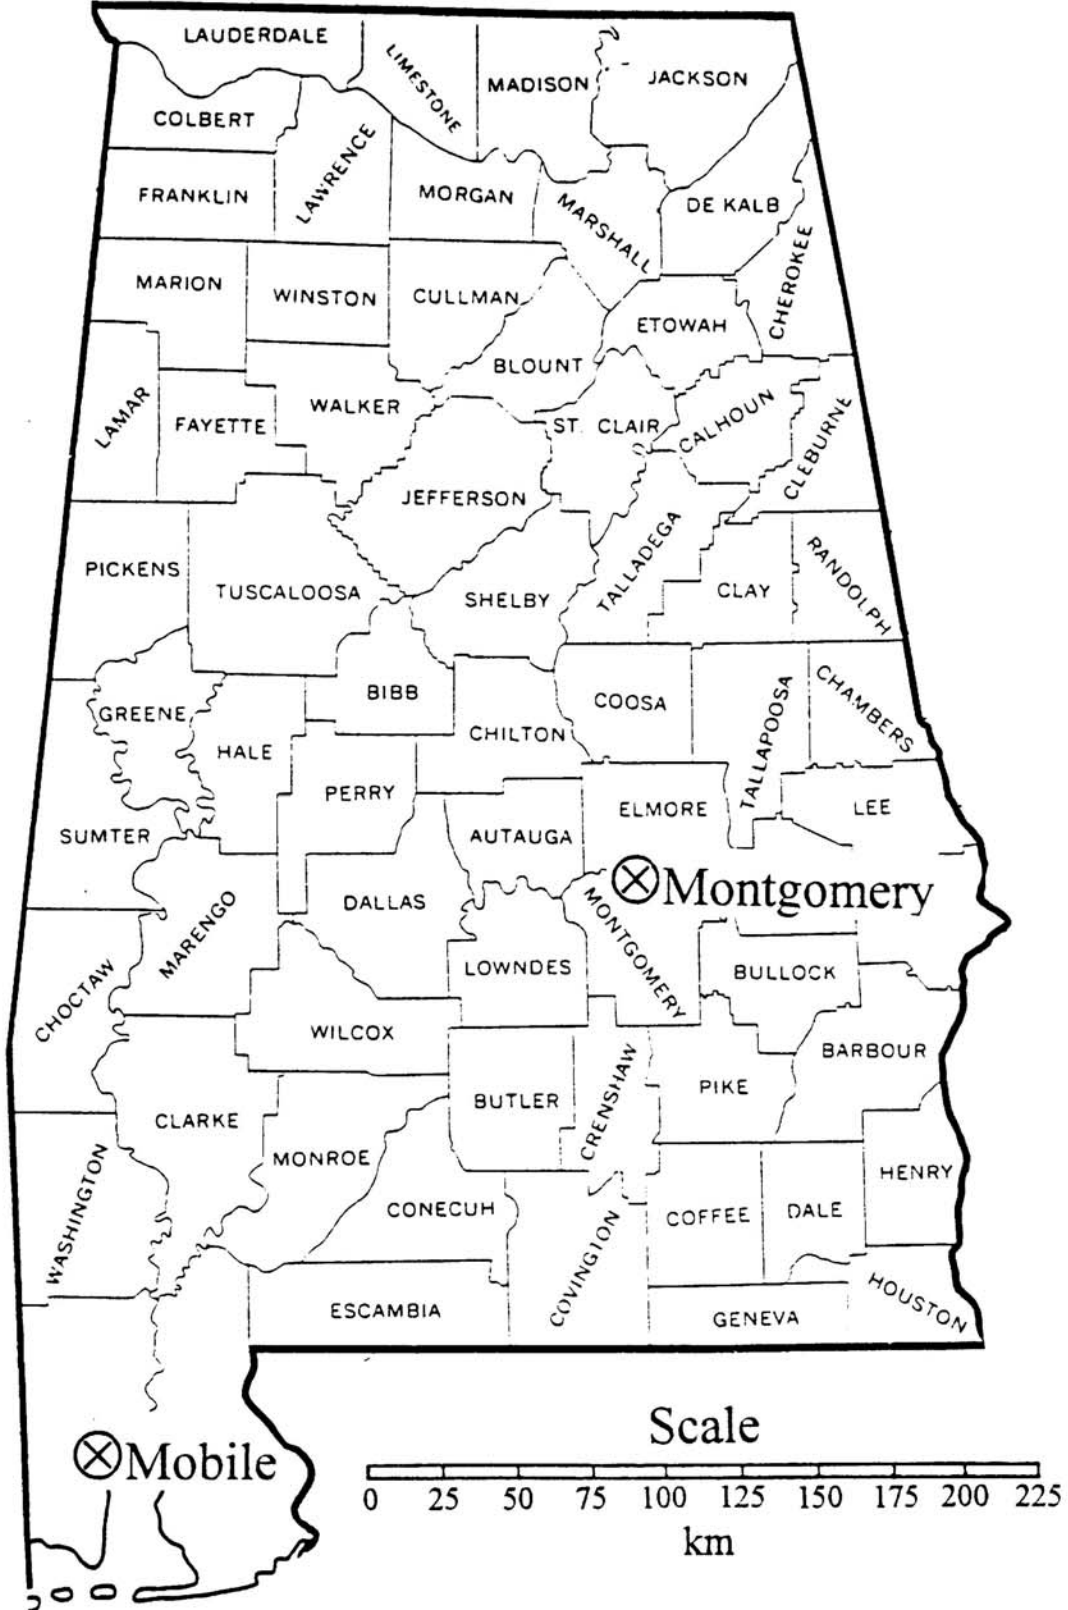 LAUDERDALE
LIMESTONE
MADISON
JACKSON
COLBERT
LAWRENCE
FRANKLIN
MORGAN
MARSHALL
DE KALB
CHEROKEE
MARION
WINSTON
CULLMAN
ETOWAH
BLOUNT
LAMAR
FAYETTE
WALKER
ST. CLAIR
CALHOUN
CLEBURNE
JEFFERSON
PICKENS
TUSCALOOSA
SHELBY
TALLADEGA
CLAY
RANDOLPH
GREENE
HALE
BIBB
CHILTON
COOSA
TALLAPOOSA
CHAMBERS
SUMTER
PERRY
AUTAUGA
ELMORE
LEE
Montgomery
MARENGO
DALLAS
MONTGOMERY
CHOCTAW
LOWNDES
BULLOCK
WILCOX
BARBOUR
CLARKE
BUTLER
CRENSHAW
PIKE
MONROE
HENRY
WASHINGTON
CONECUH
COVINGTON
COFFEE
DALE
ESCAMBIA
GENEVA
HOUSTON
Mobile
Scale
0 25 50 75 100 125 150 175 200 225
km